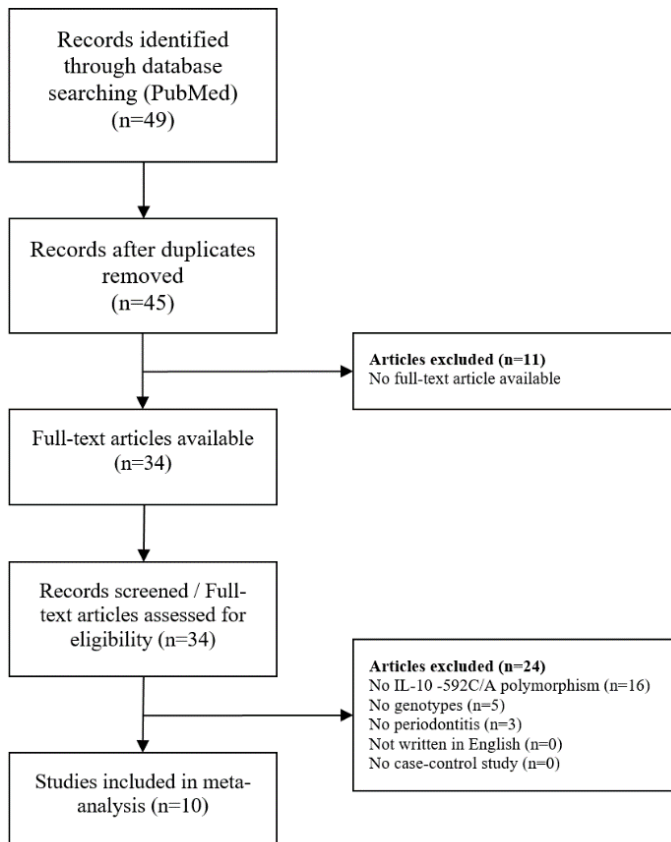 Records identified
through database
searching (PubMed)
(n=49)
Records after duplicates
removed
(n=45)
Articles excluded (n=11)
No full-text article available
Full-text articles available
(n=34)
Records screened / Full-
text articles assessed for
eligibility (n=34)
Articles excluded (n=24)
No IL-10 -592C/A polymorphism (n=16)
No genotypes (n=5)
No periodontitis (n=3)
Not written in English (n=0)
No case-control study (n=0)
Studies included in meta-
analysis (n=10)